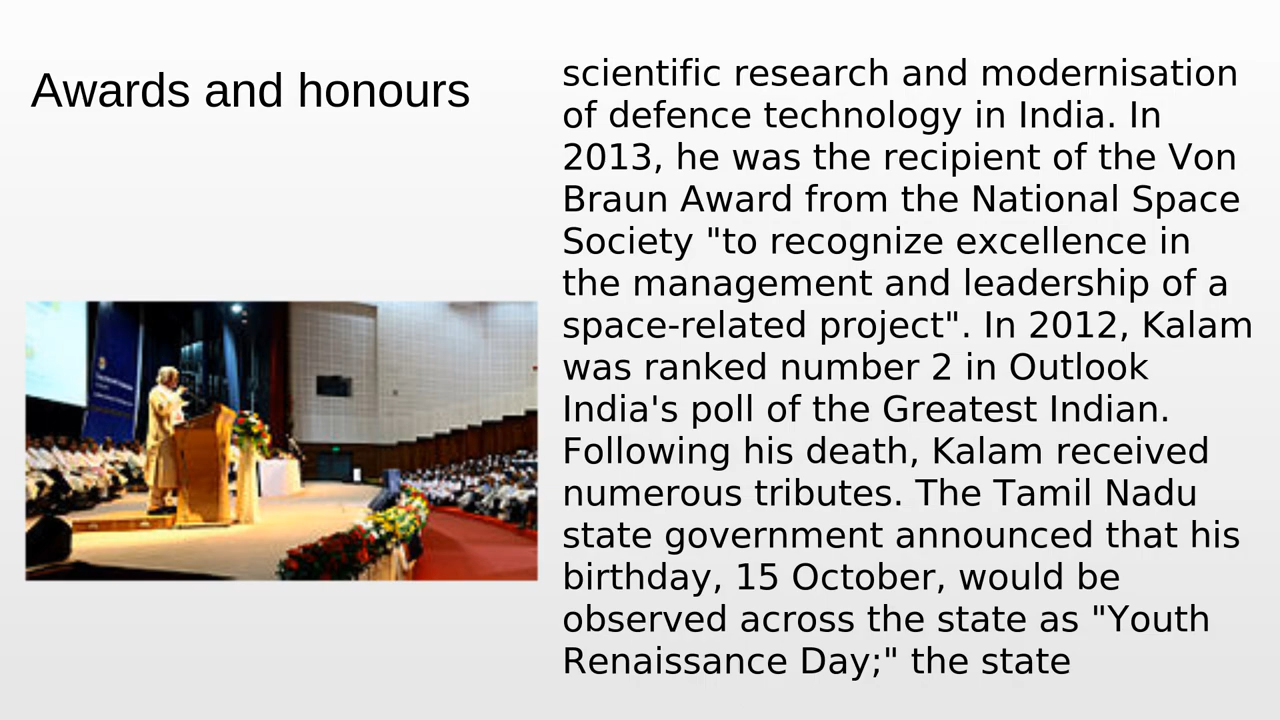 Awards and honours
scientific research and modernisation
of defence technology in India. In
2013, he was the recipient of the Von
Braun Award from the National Space
Society "to recognize excellence in
the management and leadership of a
space-related project". In 2012, Kalam
was ranked number 2 in Outlook
India's poll of the Greatest Indian.
Following his death, Kalam received
numerous tributes. The Tamil Nadu
state government announced that his
birthday, 15 October, would be
observed across the state as "Youth
Renaissance Day;" the state